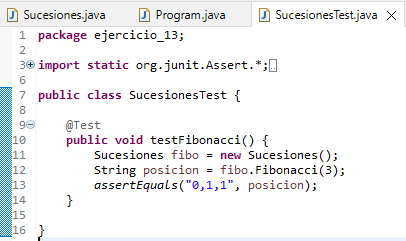 Sucesiones.java Program.java SucesionesTest.java
1 package ejercicio_13;
2
3 import static org.junit.Assert.*;
6
7 public class SucesionesTest {
8
9 @Test
10 public void testFibonacci() {
11 Sucesiones fibo = new Sucesiones();
12 String posicion = fibo.Fibonacci(3);
13 assertEquals("0,1,1", posicion);
14 }
15
16 }